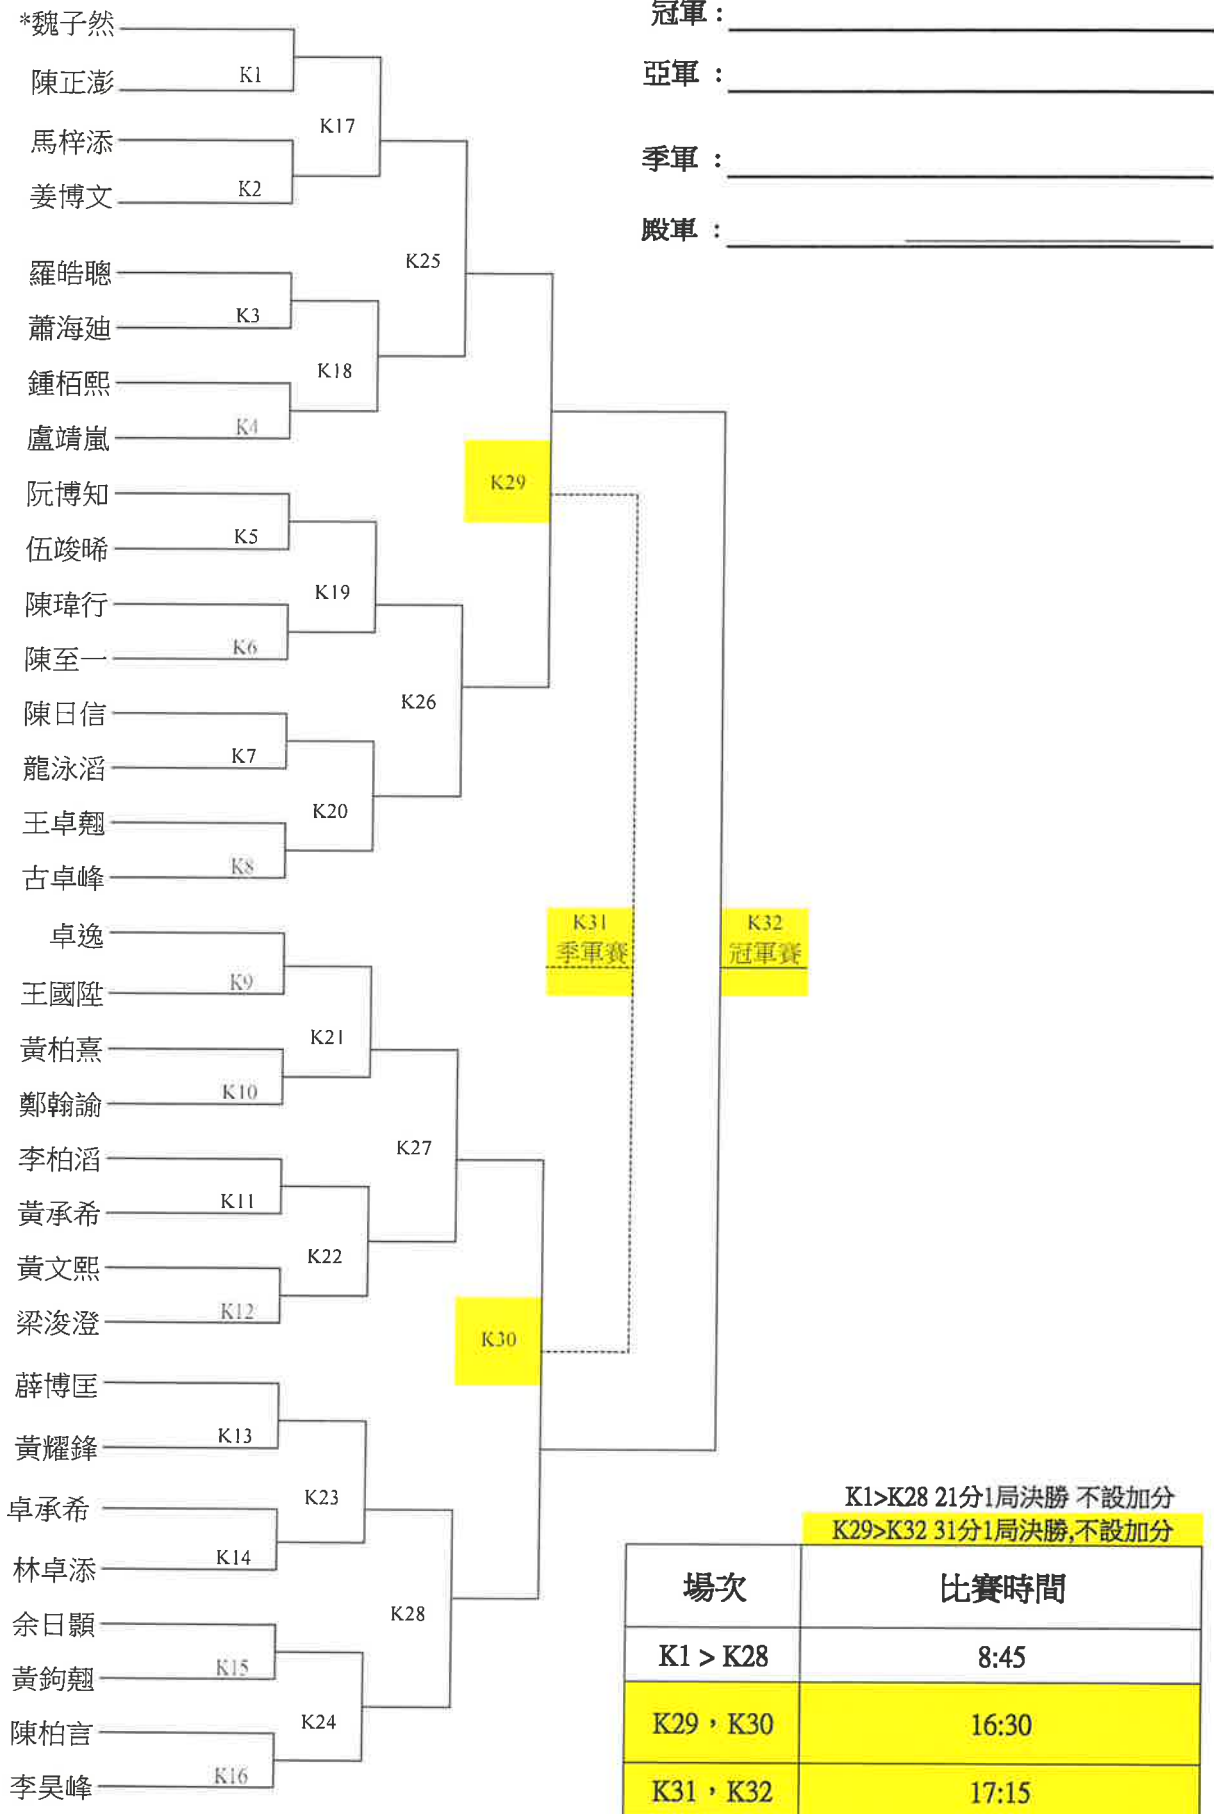 *魏子然
陳正澎
K1
馬梓添
姜博文
K2
K17
羅皓聰
蕭海廸
K3
鍾栢熙
盧靖嵐
K4
K18
K25
阮博知
伍竣晞
K5
陳瑋行
陳至一
K6
K19
陳日信
龍泳滔
K7
王卓翹
古卓峰
K8
K20
K26
K29
卓逸
王國陞
K9
黃柏熹
鄭翰諭
K10
K21
李柏滔
黃承希
K11
黃文熙
梁浚澄
K12
K22
K27
薜博匡
黃耀鋒
K13
卓承希
林卓添
K14
K23
余日顥
黃鉤翹
K15
陳柏言
李昊峰
K16
K24
K28
K30
K31
季軍賽
K32
冠軍賽
冠軍：
亞軍：
季軍：
殿軍：
K1>K28 21分1局決勝 不設加分
K29>K32 31分1局決勝,不設加分
場次 比賽時間
K1 > K28 8:45
K29，K30 16:30
K31，K32 17:15